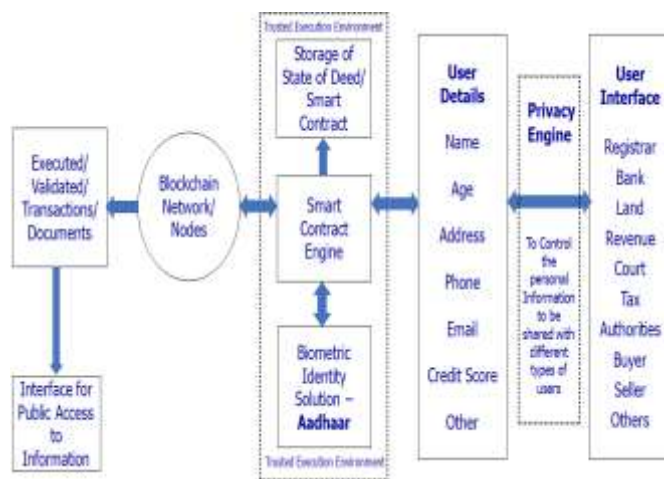 Executed/
Validated/
Transactions/
Documents
Interface for
Public Access
to
Information
Blockchain
Network/
Nodes
Trusted Execution Environment
Storage of
State of Deed/
Smart
Contract
Smart
Contract
Engine
Biometric
Identity
Solution –
Aadhaar
Trusted Execution Environment
User
Details
Name
Age
Address
Phone
Email
Credit Score
Other
Privacy
Engine
To Control
the
personal
Information
to be
shared with
different
types of
users
User
Interface
Registrar
Bank
Land
Revenue
Court
Tax
Authorities
Buyer
Seller
Others